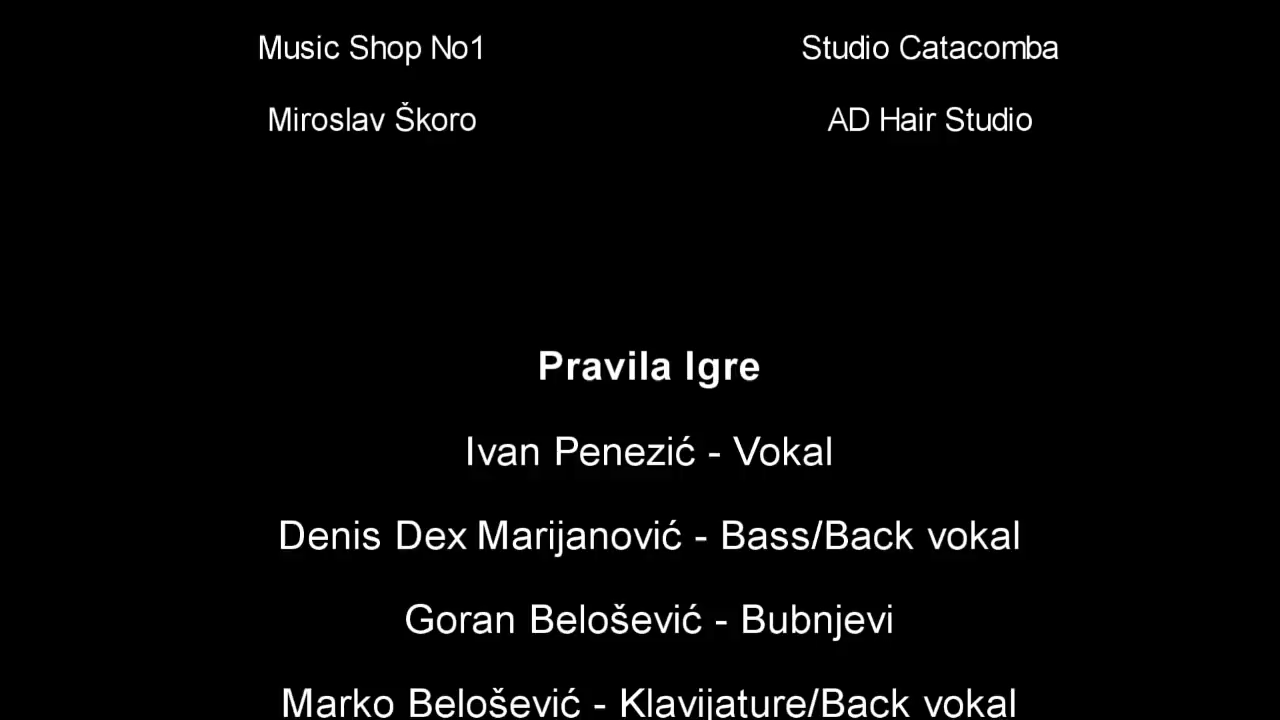 Music Shop No1 Studio Catacomba
Miroslav Škoro AD Hair Studio
Pravila Igre
Ivan Penezić - Vokal
Denis Dex Marijanović - Bass/Back vokal
Goran Belošević - Bubnjevi
Marko Belošević - Klavijature/Back vokal